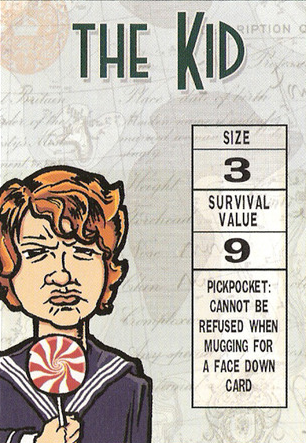 THE KID
SIZE
3
SURVIVAL
VALUE
9
PICKPOCKET:
CANNOT BE
REFUSED WHEN
MUGGING FOR
A FACE DOWN
CARD